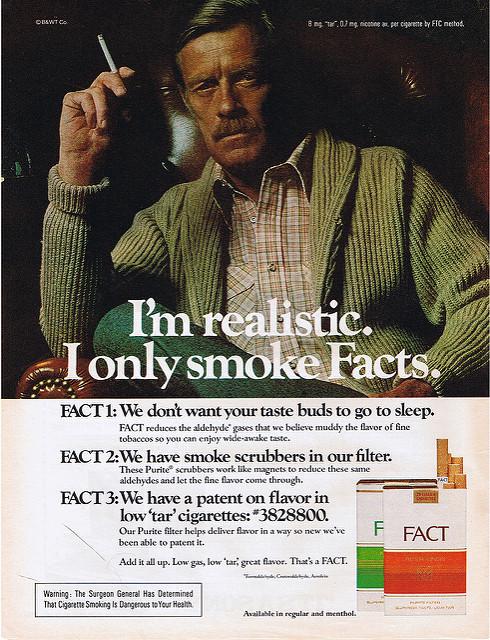 ©B&WT Co.
8 mg. "tar", 0.7 mg. nicotine av. per cigarette by FTC method.
I'm realistic.
I only smoke Facts.
FACT 1: We don't want your taste buds to go to sleep.
FACT reduces the aldehyde* gases that we believe muddy the flavor of fine
tobaccos so you can enjoy wide-awake taste.
FACT 2: We have smoke scrubbers in our filter.
These Purite® scrubbers work like magnets to reduce these same
aldehydes and let the fine flavor come through.
FACT 3: We have a patent on flavor in
low 'tar' cigarettes: #3828800.
Our Purite filter helps deliver flavor in a way so new we've
been able to patent it.
Add it all up. Low gas, low 'tar,' great flavor. That's a FACT.
*Formaldehyde, Crotonaldehyde, Acrolein
Warning: The Surgeon General Has Determined
That Cigarette Smoking Is Dangerous to Your Health.
Available in regular and menthol.
F
FACT
FACT